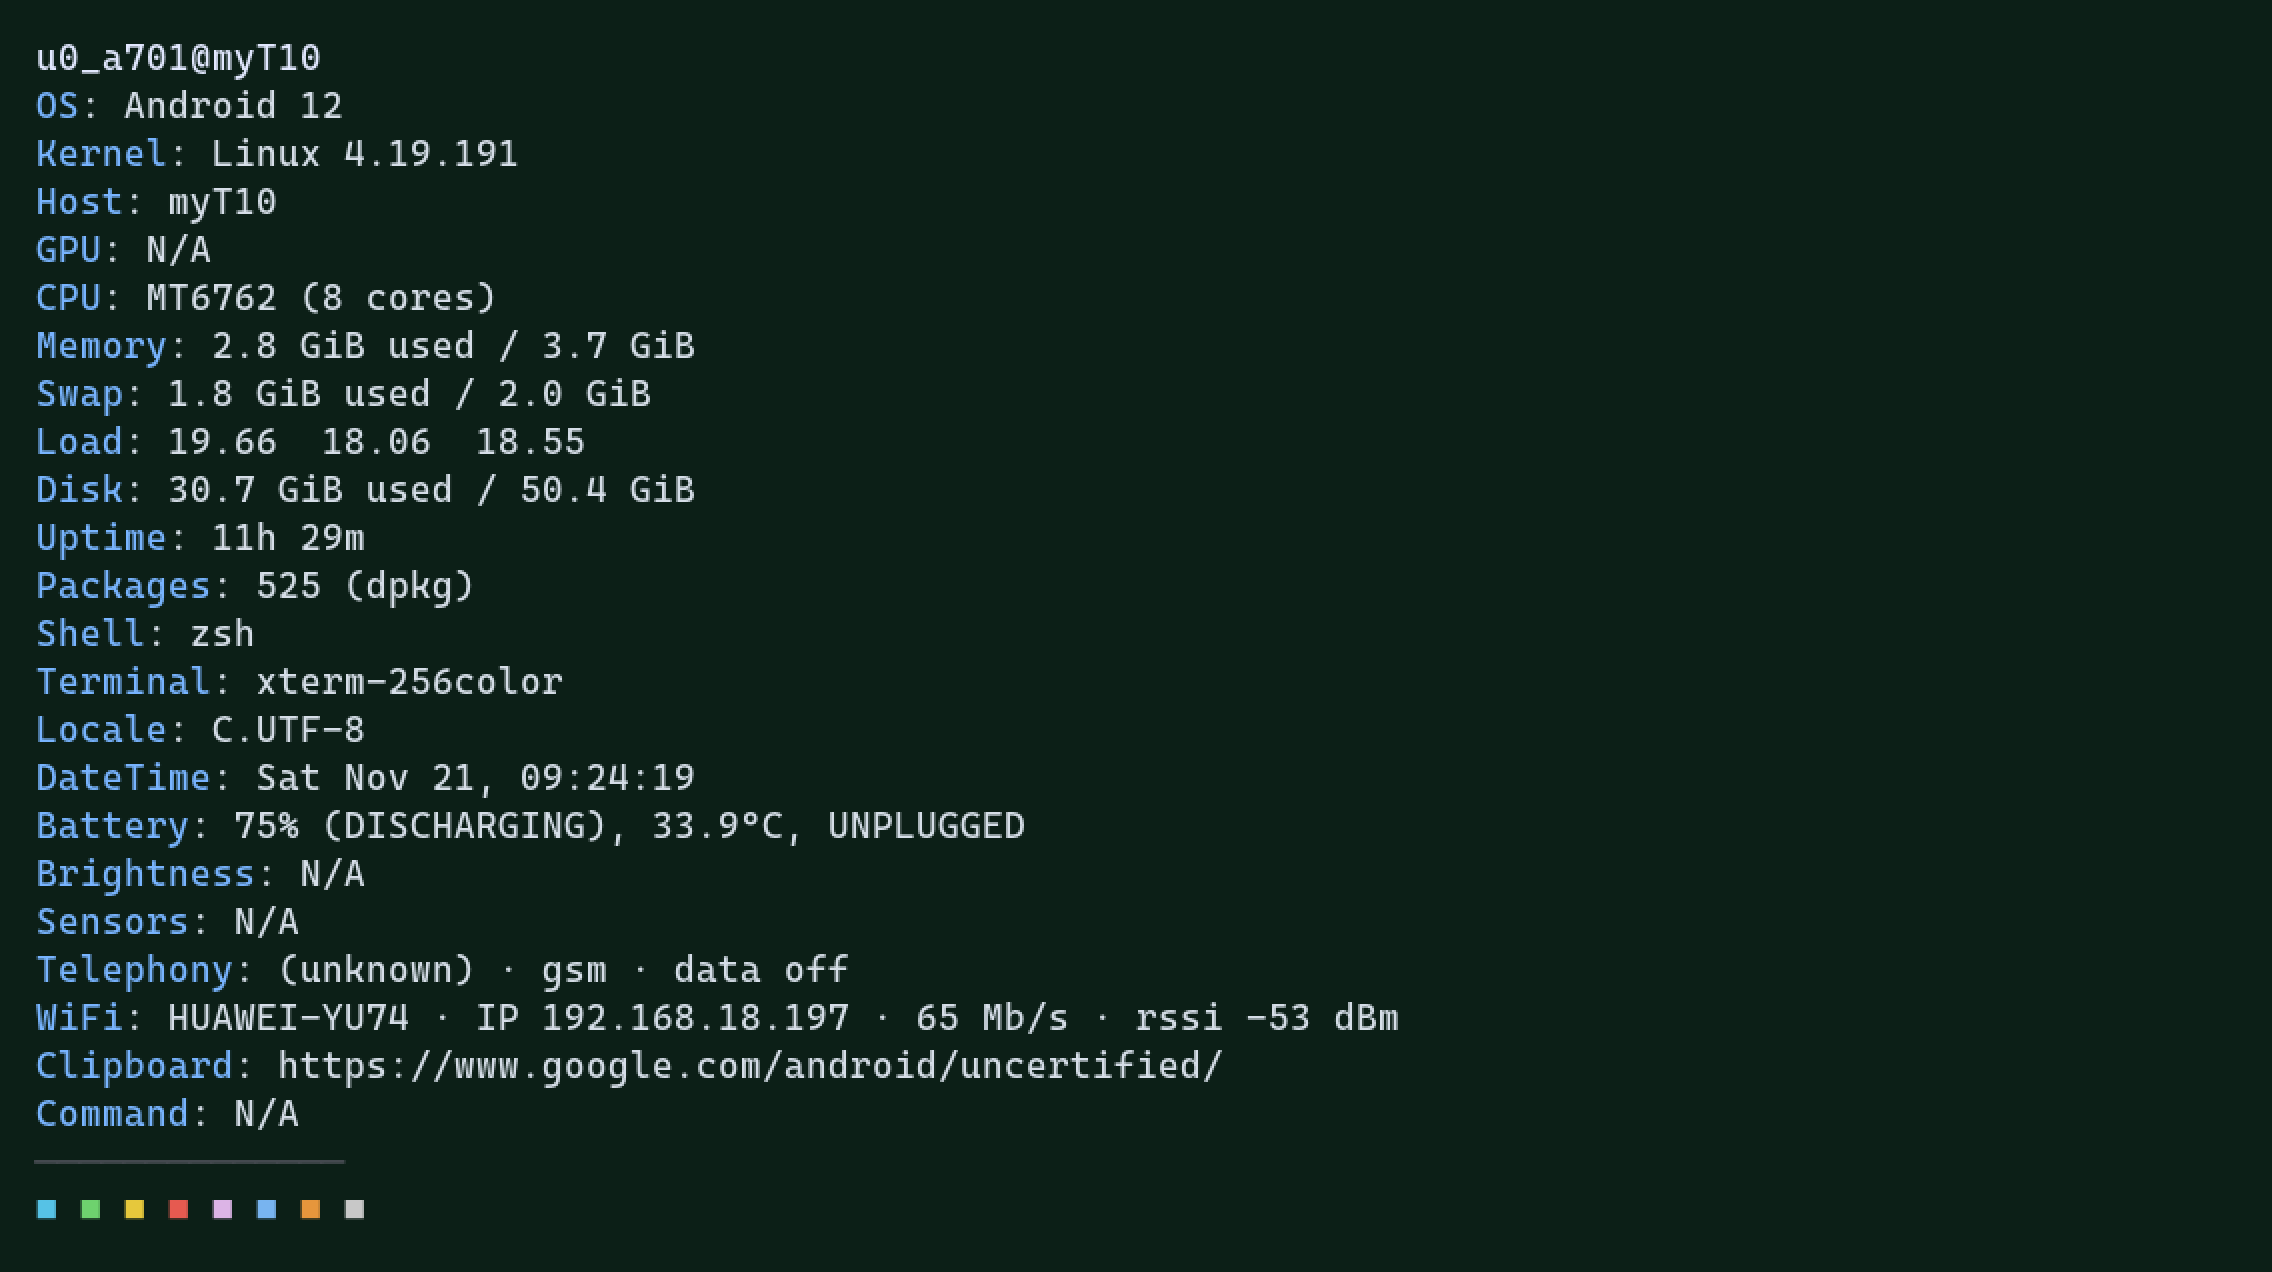 u0_a701@myT10
OS: Android 12
Kernel: Linux 4.19.191
Host: myT10
GPU: N/A
CPU: MT6762 (8 cores)
Memory: 2.8 GiB used / 3.7 GiB
Swap: 1.8 GiB used / 2.0 GiB
Load: 19.66  18.06  18.55
Disk: 30.7 GiB used / 50.4 GiB
Uptime: 11h 29m
Packages: 525 (dpkg)
Shell: zsh
Terminal: xterm-256color
Locale: C.UTF-8
DateTime: Sat Nov 21, 09:24:19
Battery: 75% (DISCHARGING), 33.9°C, UNPLUGGED
Brightness: N/A
Sensors: N/A
Telephony: (unknown) · gsm · data off
WiFi: HUAWEI-YU74 · IP 192.168.18.197 · 65 Mb/s · rssi -53 dBm
Clipboard: https://www.google.com/android/uncertified/
Command: N/A